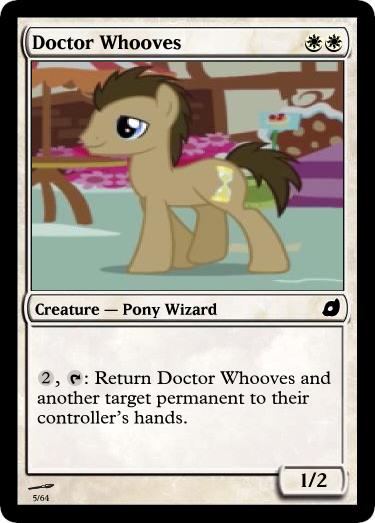 Doctor Whooves
Creature — Pony Wizard
2, : Return Doctor Whooves and
another target permanent to their
controller's hands.
1/2
5/64